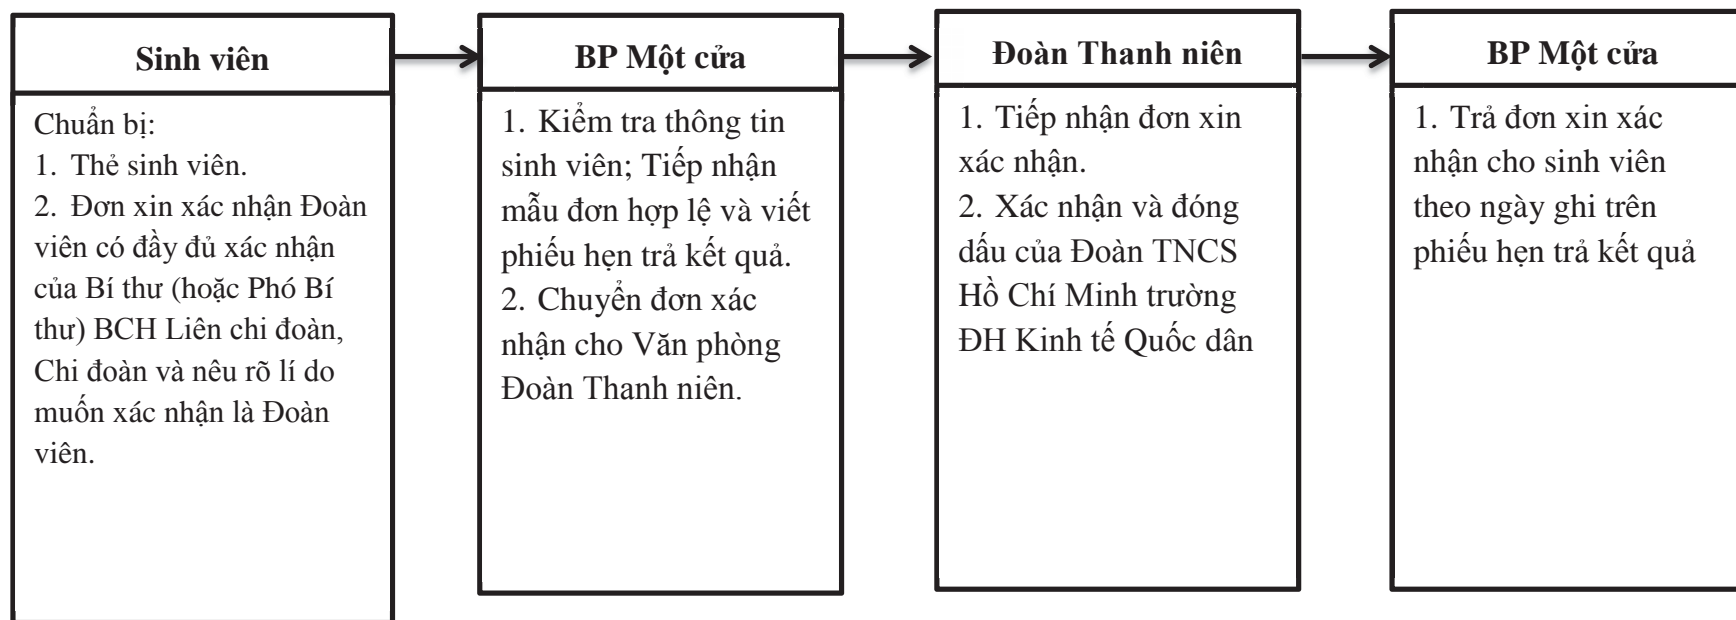 Sinh viên
Chuẩn bị:
1. Thẻ sinh viên.
2. Đơn xin xác nhận Đoàn
viên có đầy đủ xác nhận
của Bí thư (hoặc Phó Bí
thư) BCH Liên chi đoàn,
Chi đoàn và nêu rõ lí do
muốn xác nhận là Đoàn
viên.
BP Một cửa
1. Kiểm tra thông tin
sinh viên; Tiếp nhận
mẫu đơn hợp lệ và viết
phiếu hẹn trả kết quả.
2. Chuyển đơn xác
nhận cho Văn phòng
Đoàn Thanh niên.
Đoàn Thanh niên
1. Tiếp nhận đơn xin
xác nhận.
2. Xác nhận và đóng
dấu của Đoàn TNCS
Hồ Chí Minh trường
ĐH Kinh tế Quốc dân
BP Một cửa
1. Trả đơn xin xác
nhận cho sinh viên
theo ngày ghi trên
phiếu hẹn trả kết quả